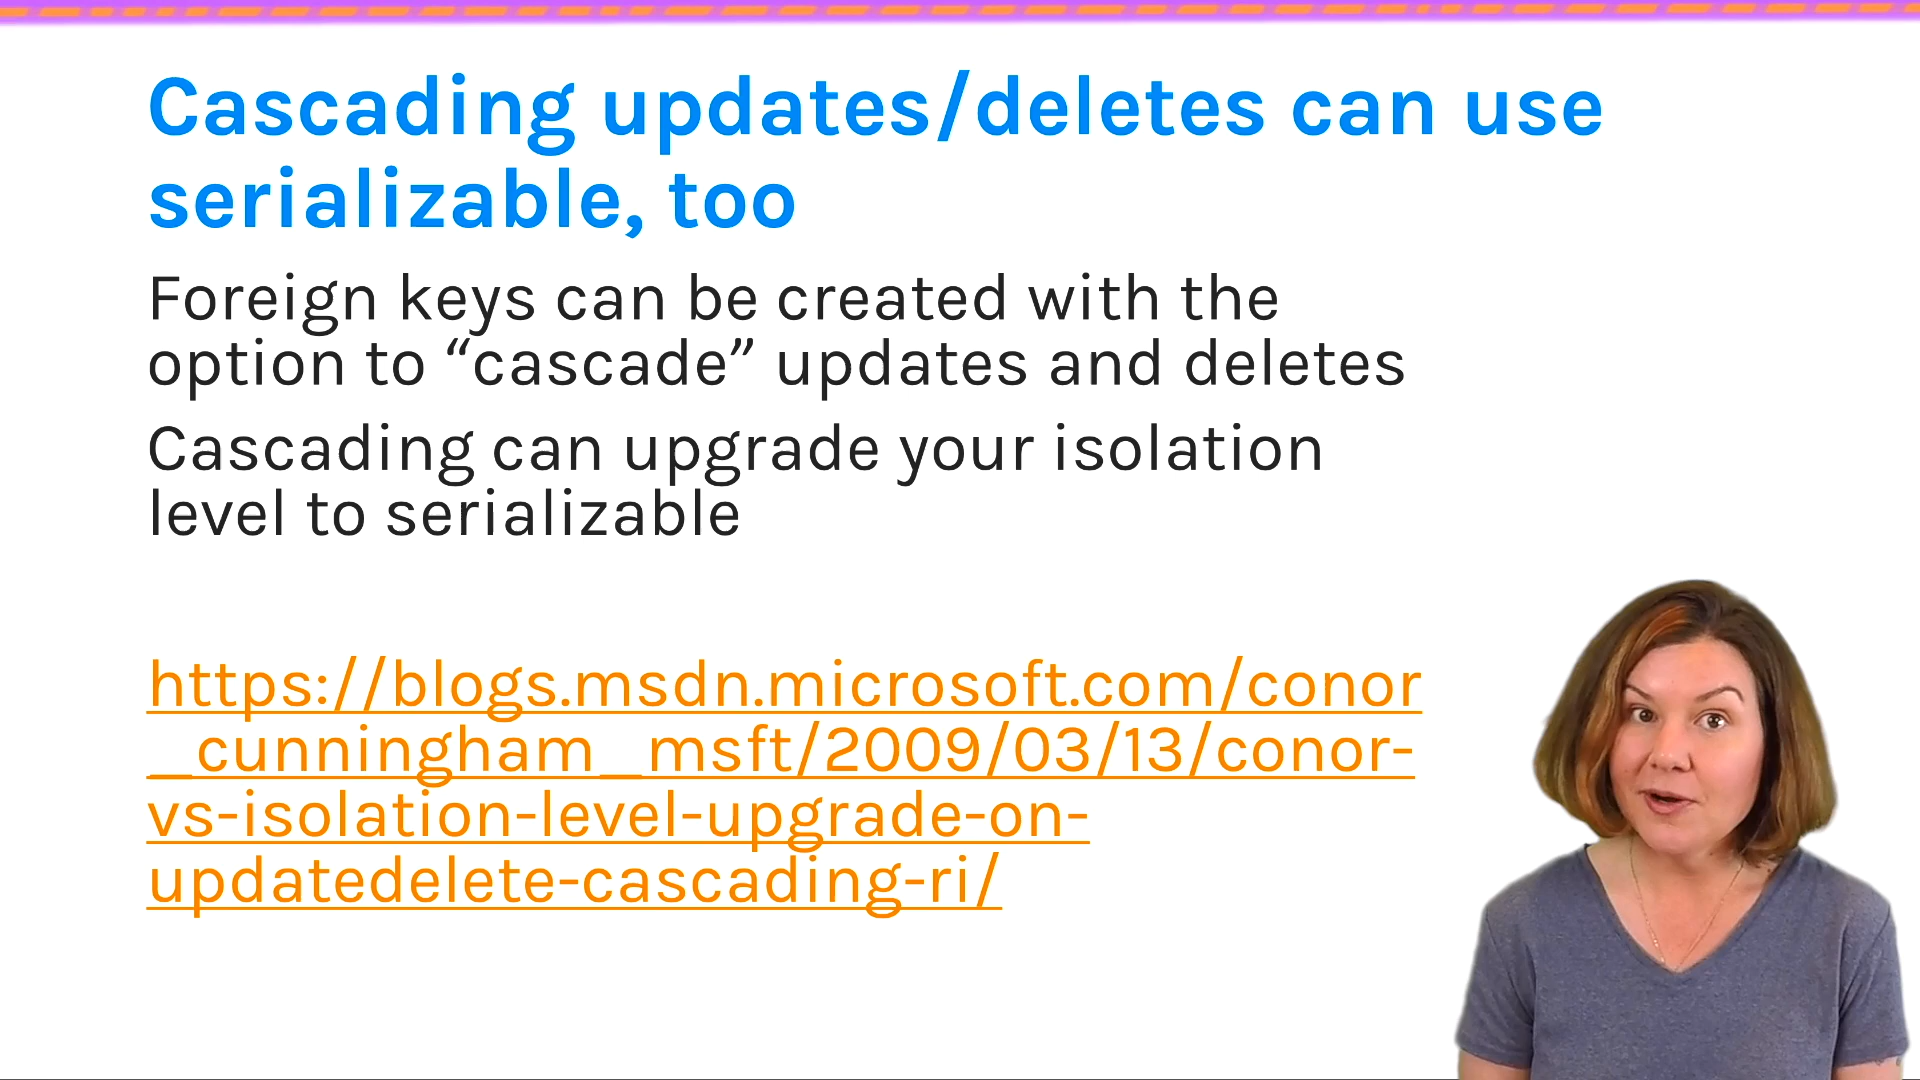 Cascading updates/deletes can use
serializable, too
Foreign keys can be created with the
option to “cascade” updates and deletes
Cascading can upgrade your isolation
level to serializable
https://blogs.msdn.microsoft.com/conor
_cunningham_msft/2009/03/13/conor-
vs-isolation-level-upgrade-on-
updatedelete-cascading-ri/